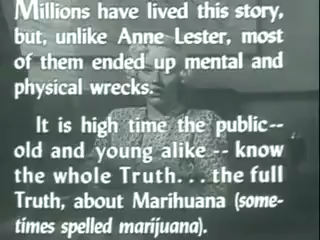 Millions have lived this story,
but, unlike Anne Lester, most
of them ended up mental and
physical wrecks.
It is high time the public--
old and young alike -- know
the whole Truth... the full
Truth, about Marihuana (some-
times spelled marijuana).